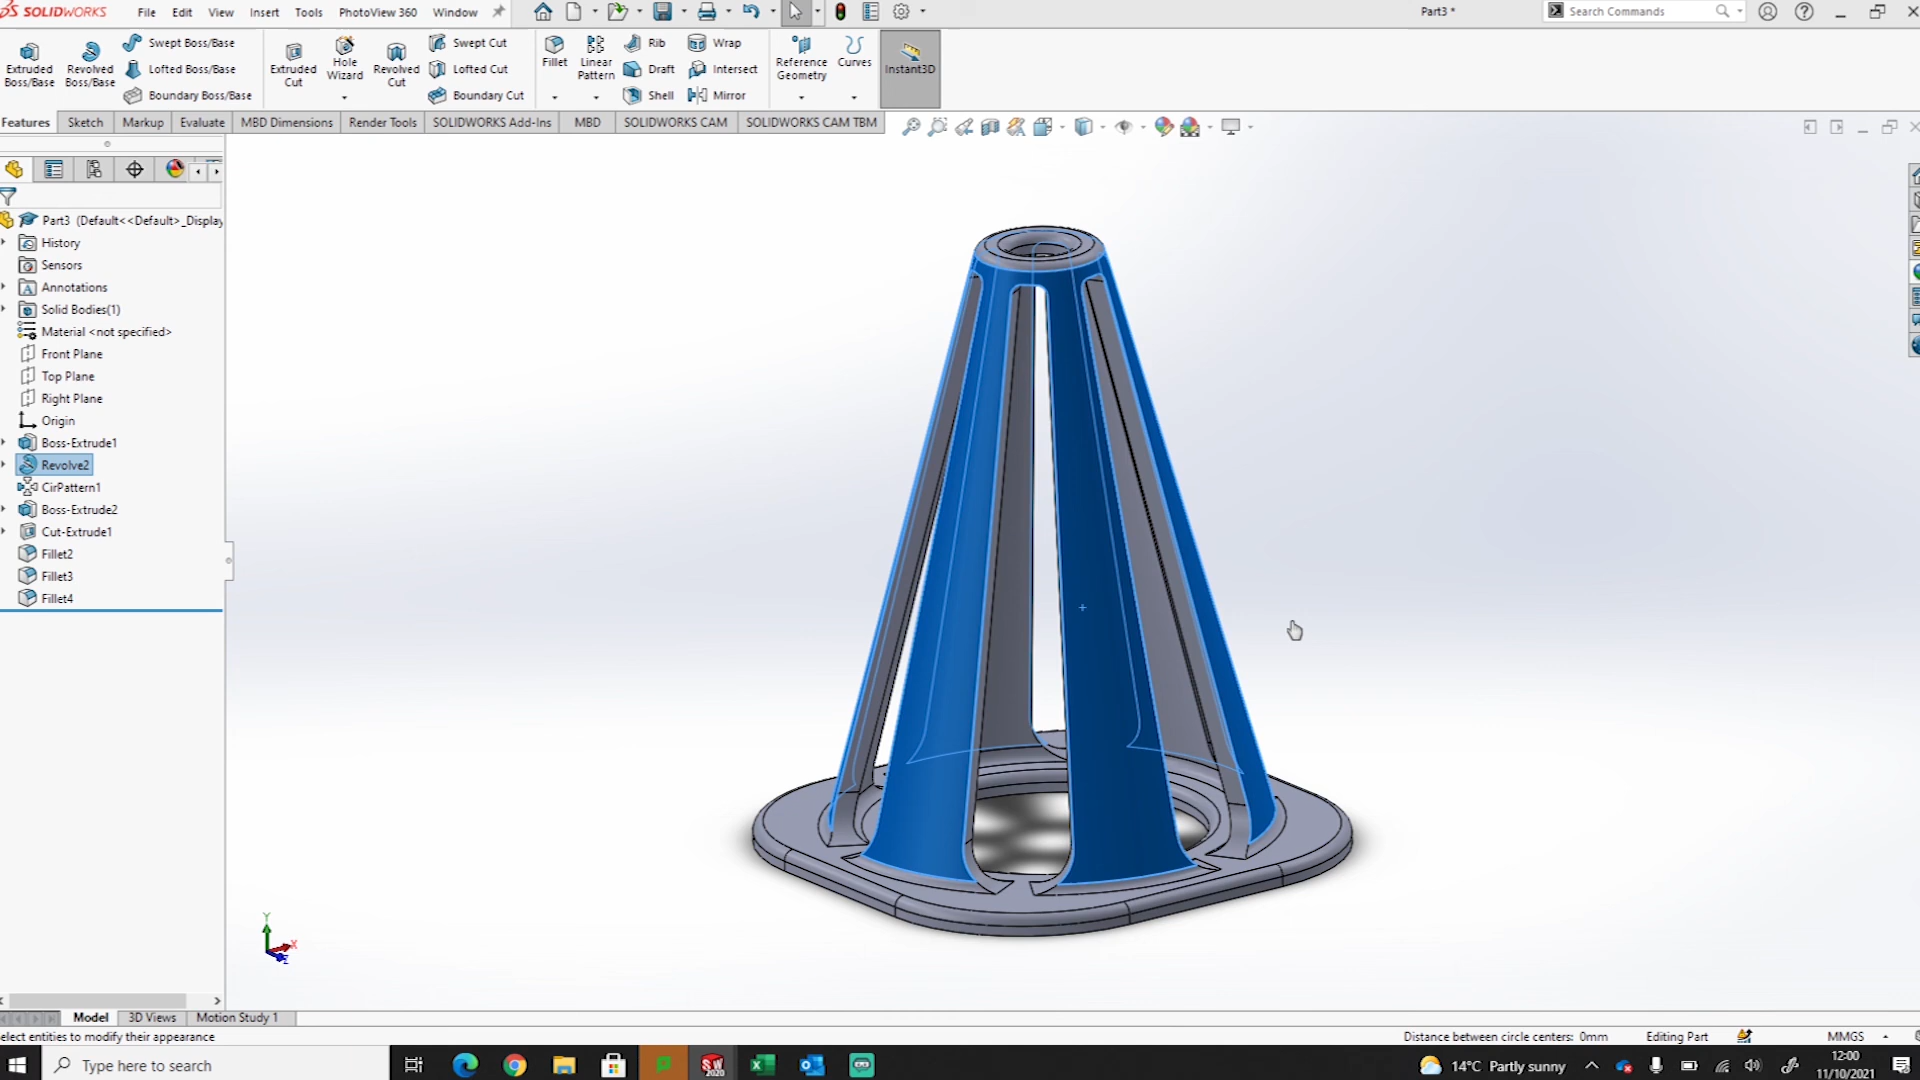 SOLIDWORKS File Edit View Insert Tools PhotoView 360 Window Part3 * Search Commands
Extruded Boss/Base
Revolved Boss/Base
Swept Boss/Base
Lofted Boss/Base
Boundary Boss/Base
Extruded Cut
Hole Wizard
Revolved Cut
Swept Cut
Lofted Cut
Boundary Cut
Fillet
Linear Pattern
Rib
Draft
Shell
Wrap
Intersect
Mirror
Reference Geometry
Curves
Instant3D
Features Sketch Markup Evaluate MBD Dimensions Render Tools SOLIDWORKS Add-Ins MBD SOLIDWORKS CAM SOLIDWORKS CAM TBM
Part3 (Default<<Default>_Display
History
Sensors
Annotations
Solid Bodies(1)
Material <not specified>
Front Plane
Top Plane
Right Plane
Origin
Boss-Extrude1
Revolve2
CirPattern1
Boss-Extrude2
Cut-Extrude1
Fillet2
Fillet3
Fillet4
Y
X
Z
Model 3D Views Motion Study 1
elect entities to modify their appearance Distance between circle centers: 0mm Editing Part MMGS
Type here to search SW 2020 14°C Partly sunny 12:00
11/10/2021